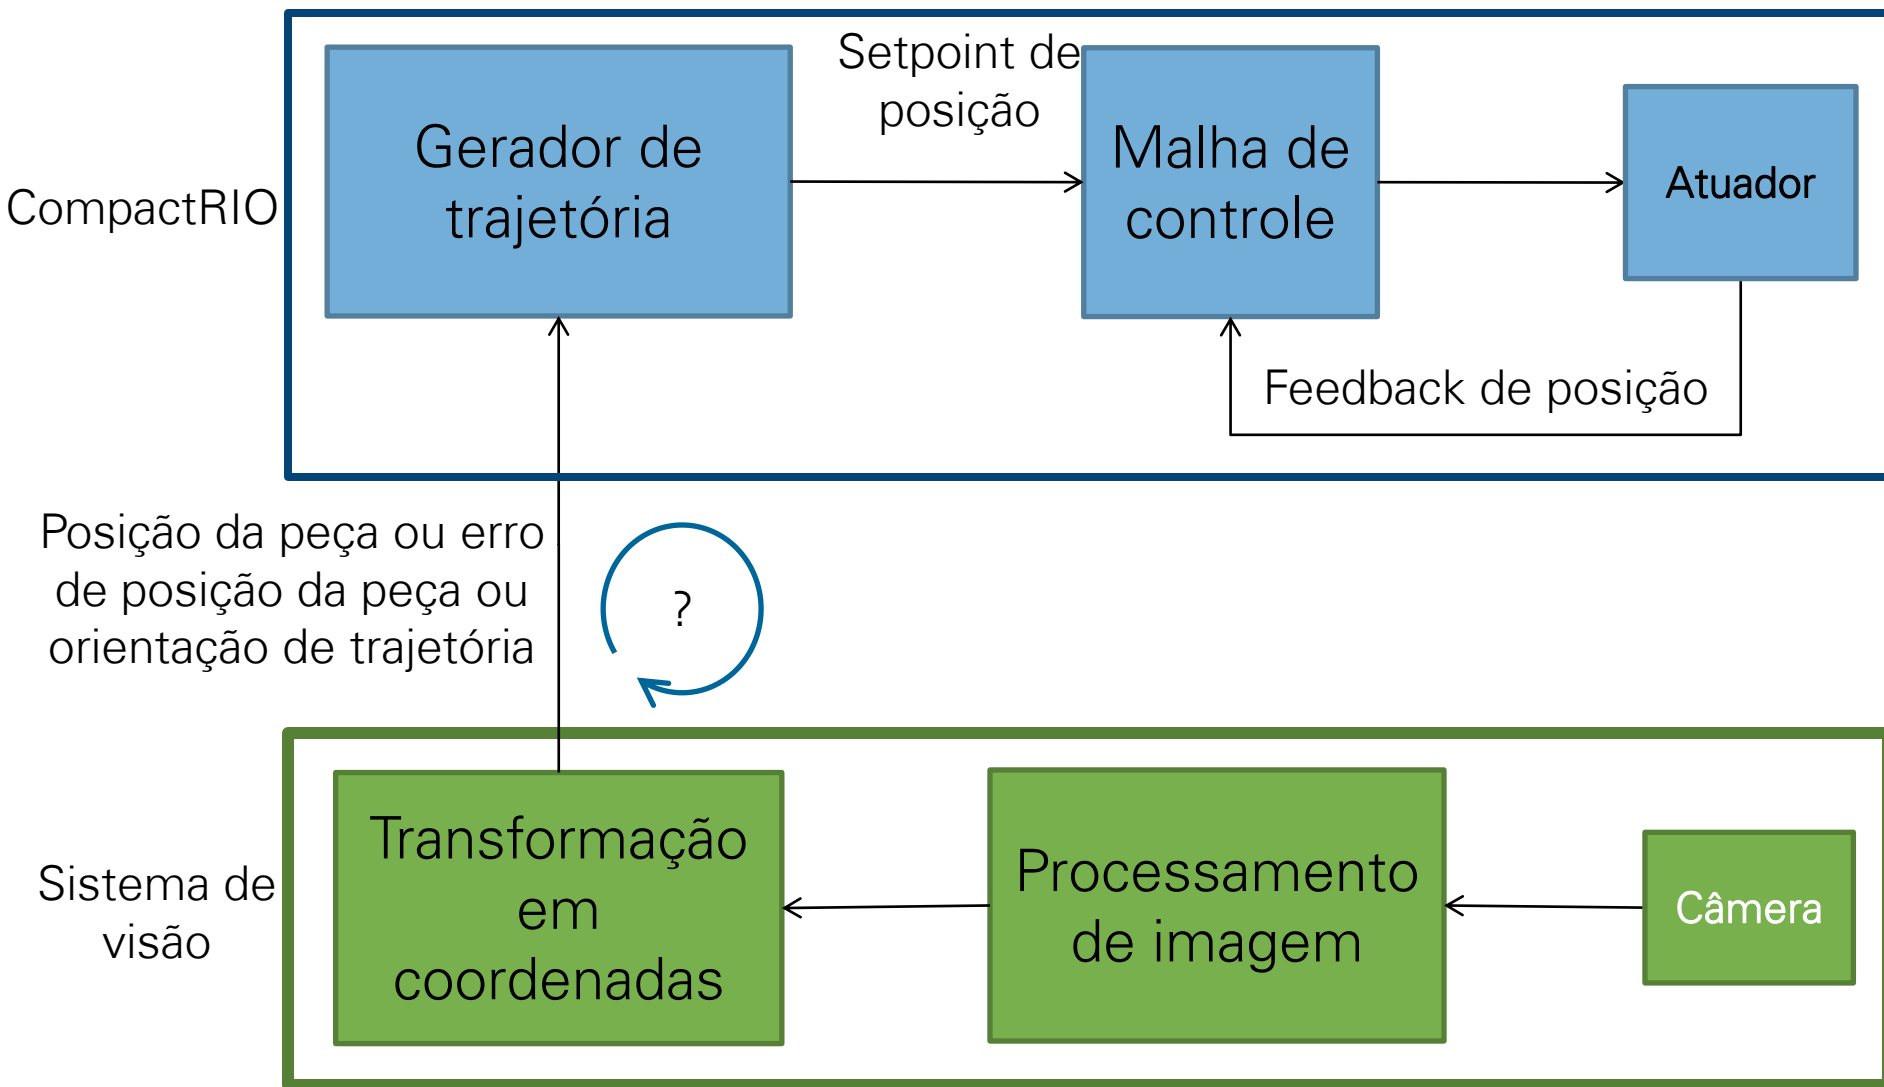 Setpoint de
posição
Gerador de
trajetória
Malha de
controle
Atuador
CompactRIO
Feedback de posição
Posição da peça ou erro
de posição da peça ou
orientação de trajetória
?
Transformação
em
coordenadas
Processamento
de imagem
Câmera
Sistema de
visão